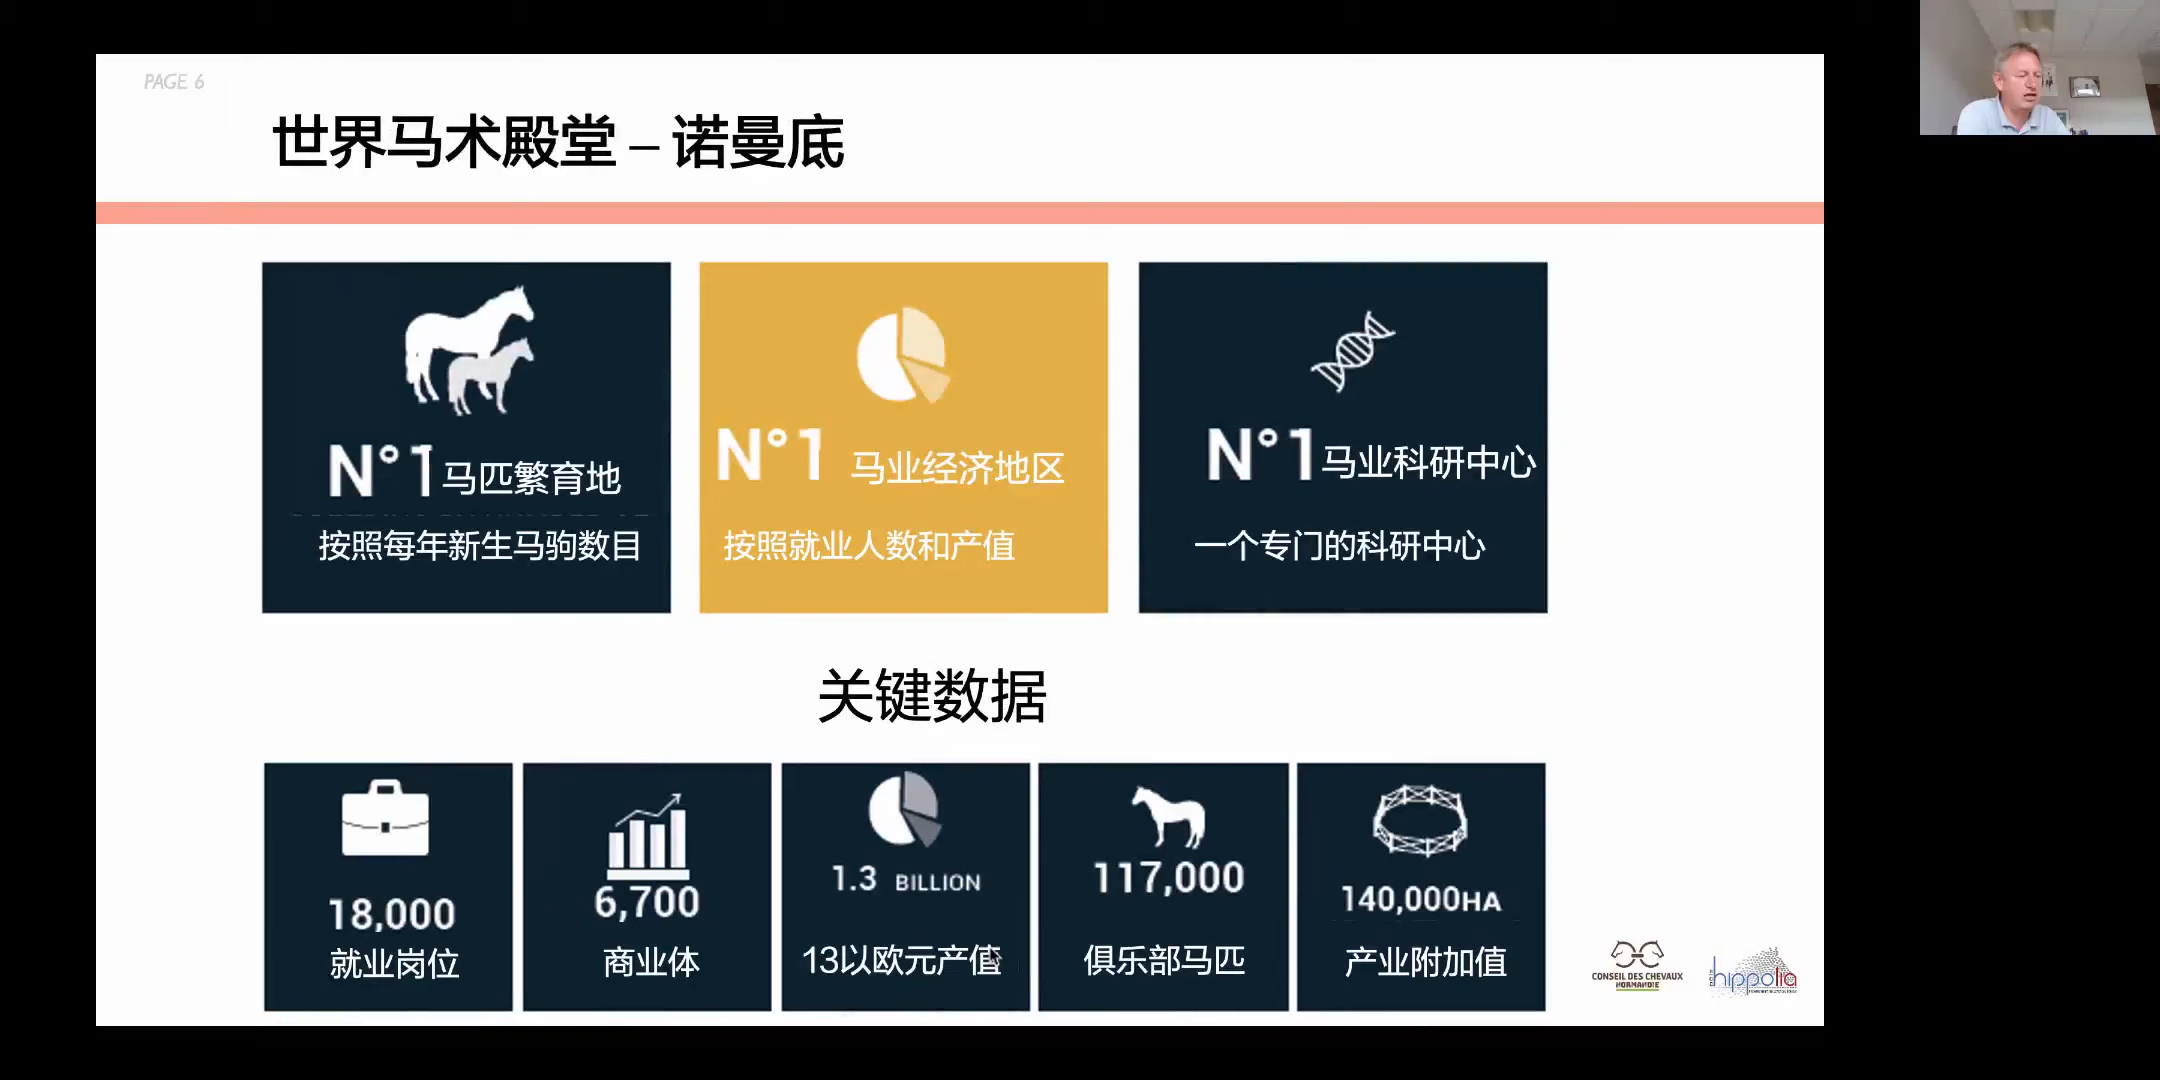 PAGE 6
世界马术殿堂 – 诺曼底
N°1 马匹繁育地
按照每年新生马驹数目
N°1 马业经济地区
按照就业人数和产值
N°1 马业科研中心
一个专门的科研中心
关键数据
18,000
就业岗位
6,700
商业体
1.3 BILLION
13以欧元产值
117,000
俱乐部马匹
140,000HA
产业附加值
CONSEIL DES CHEVAUX
NORMANDIE
hippolia